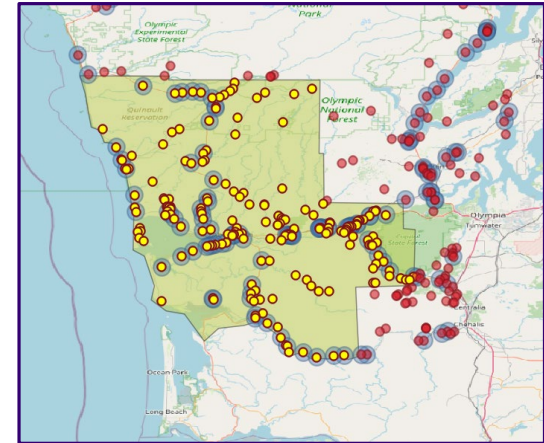 National
Park
Olympic
Experimental
State Forest
Quinault
Reservation
Olympic
National
Forest
Olympia
Tumwater
State Forest
Centralia
Chehalis
Ocean Park
Long Beach